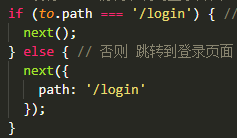 if (to.path === '/login') { //
next();
} else { // 否则 跳转到登录页面
next({
path: '/login'
});
}